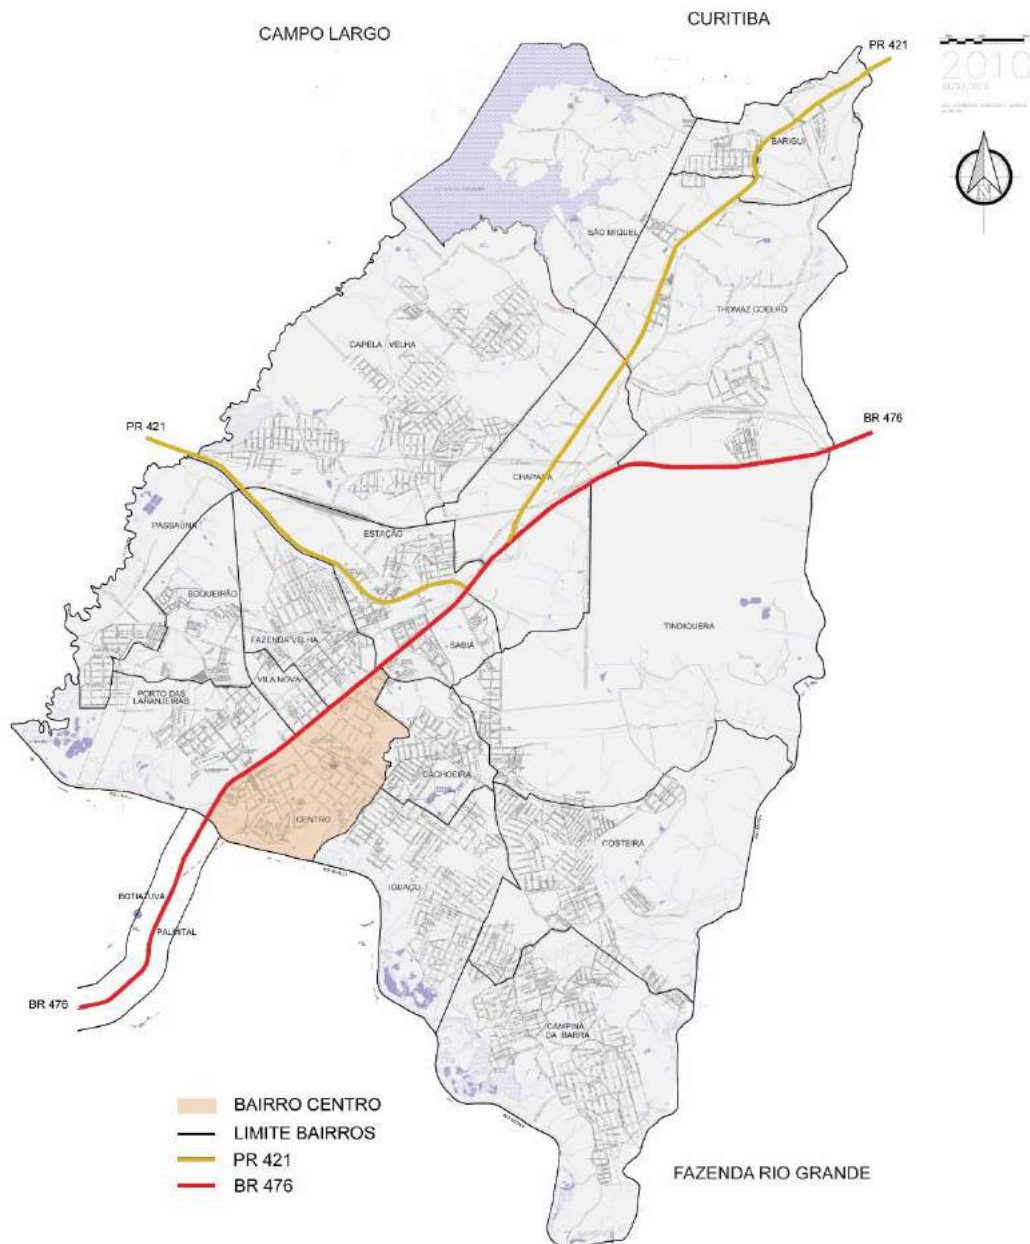 CURITIBA
CAMPO LARGO
PR 421
2010
BARIGUI
N
SÃO MIGUEL
THOMAZ COELHO
CAPELA VELHA
PR 421
BR 476
CHAPADA
PASSAÚNA
ESTAÇÃO
BOQUEIRÃO
TINDIQUERA
FAZENDA VELHA
SABIÁ
VILA NOVA
PORTO DAS
LARANJEIRAS
CACHOEIRA
CENTRO
COSTEIRA
IGUAÇU
BOTIATUVA
PALMITAL
BR 476
CAMPINA
DA BARRA
BAIRRO CENTRO
LIMITE BAIRROS
PR 421
FAZENDA RIO GRANDE
BR 476